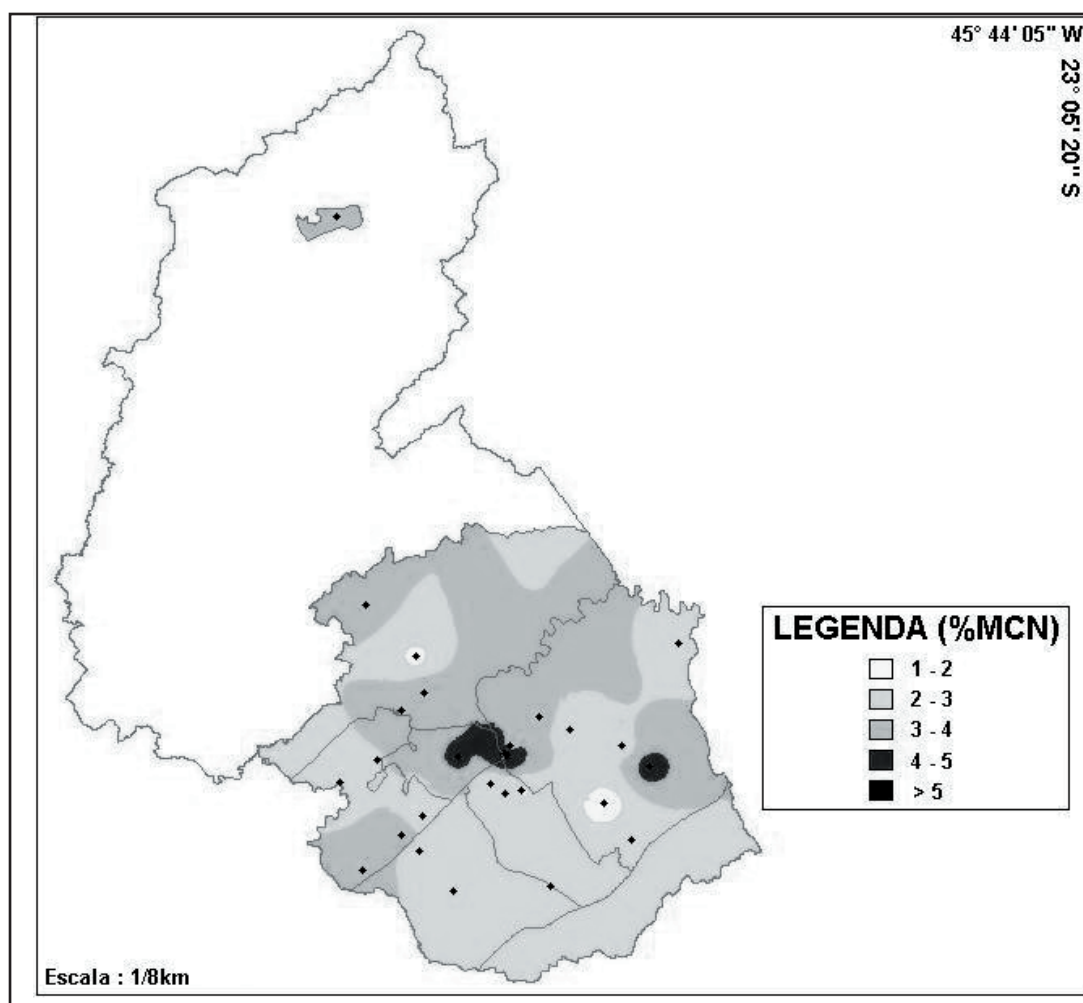 45° 44' 05" W
23° 05' 20" S
LEGENDA (%MCN)
1 - 2
2 - 3
3 - 4
4 - 5
> 5
Escala : 1/8km